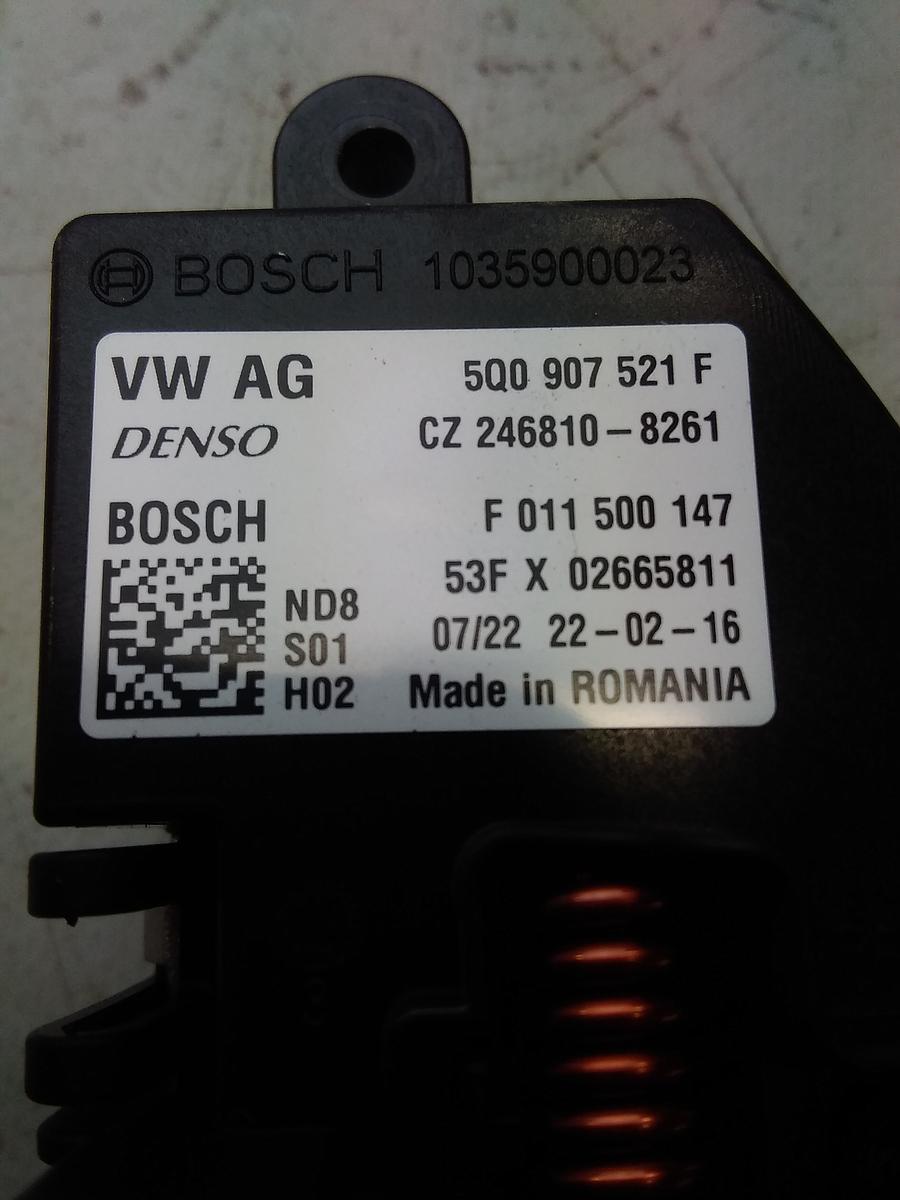 BOSCH 1035900023
VW AG 5Q0 907 521 F
DENSO CZ 246810-8261
BOSCH F 011 500 147
53F X 02665811
ND8
07/22 22-02-16
S01
H02 Made in ROMANIA